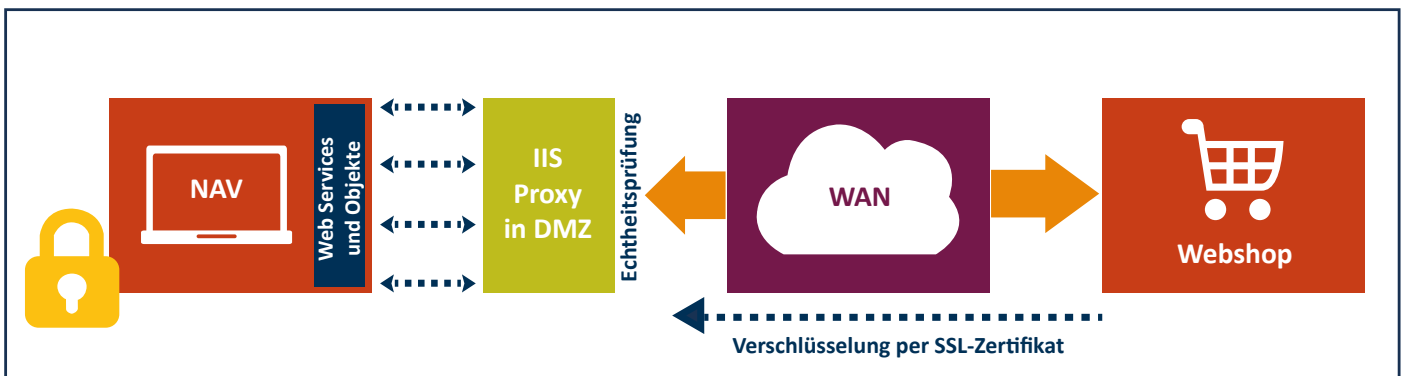 NAV
Web Services
und Objekte
IIS
Proxy
in DMZ
Echtheitsprüfung
WAN
Webshop
Verschlüsselung per SSL-Zertifikat